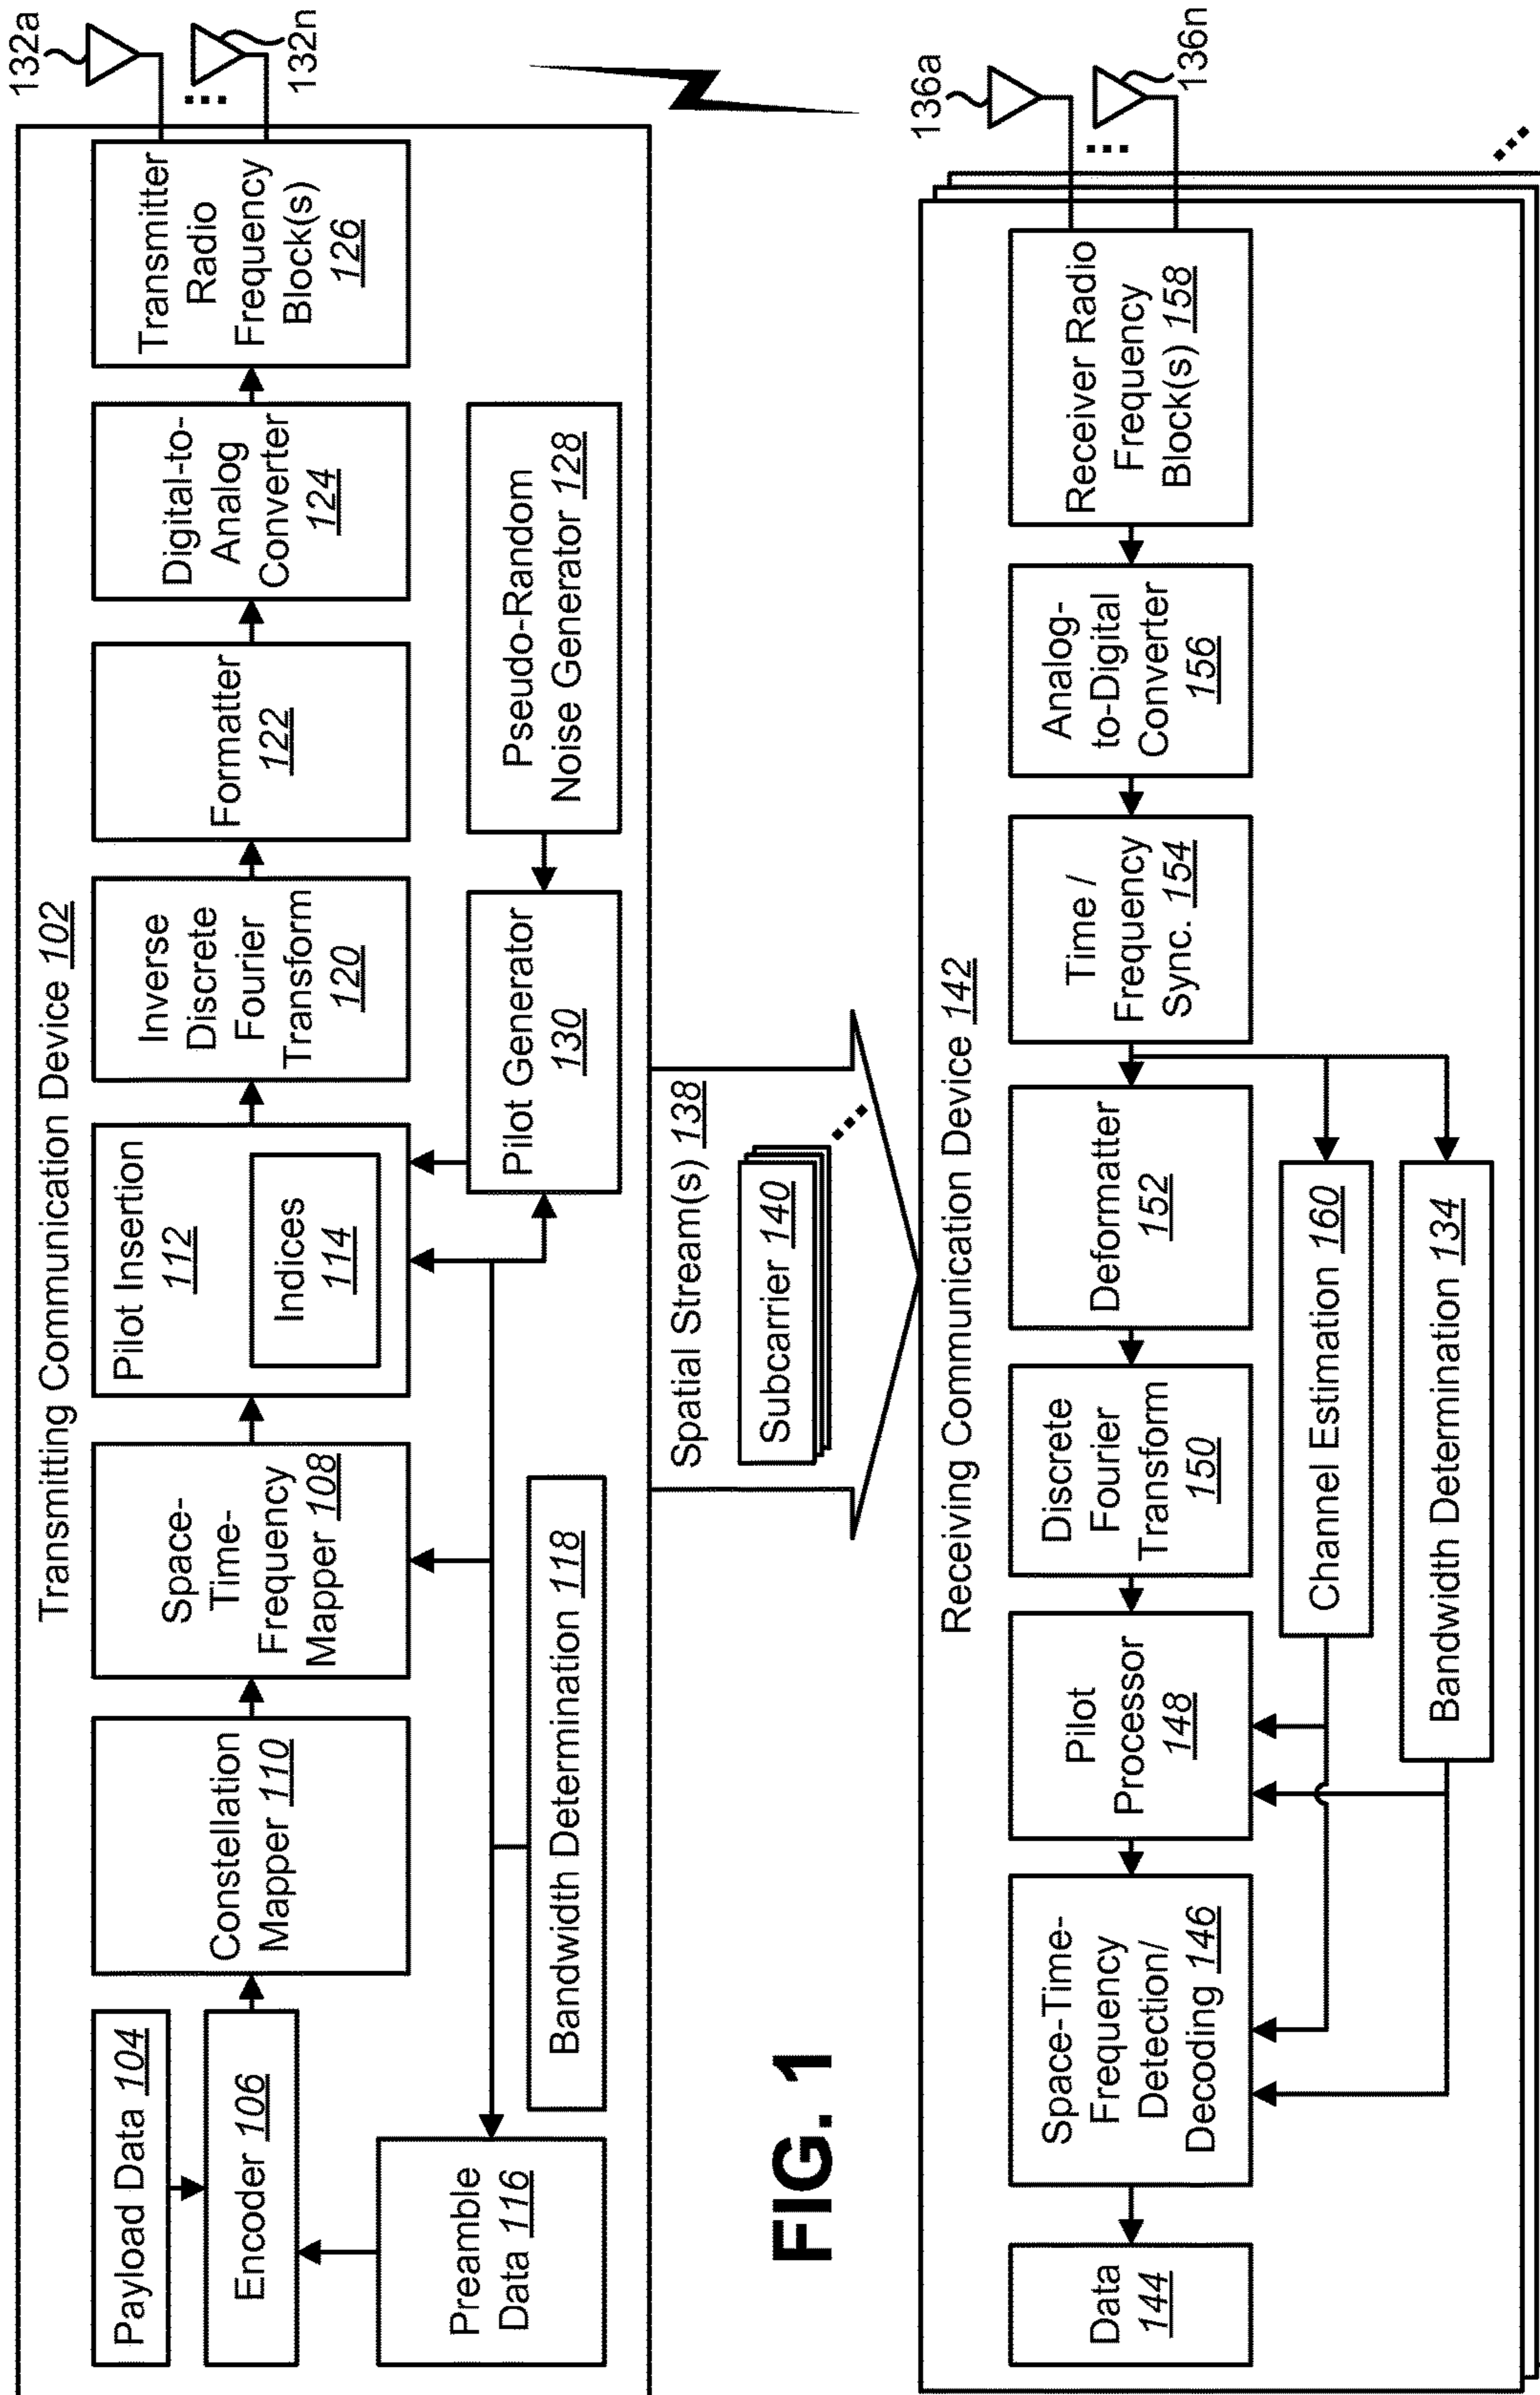 Transmitting Communication Device 102
Payload Data 104
Encoder 106
Preamble
Data 116
Constellation
Mapper 110
Space-
Time-
Frequency
Mapper 108
Pilot Insertion
112
Indices
114
Inverse
Discrete
Fourier
Transform
120
Formatter
122
Digital-to-
Analog
Converter
124
Transmitter
Radio
Frequency
Block(s)
126
132a
132n
Bandwidth Determination 118
Pilot Generator
130
Pseudo-Random
Noise Generator 128
Spatial Stream(s) 138
Subcarrier 140
FIG. 1
Receiving Communication Device 142
Data
144
Space-Time-
Frequency
Detection/
Decoding 146
Pilot
Processor
148
Discrete
Fourier
Transform
150
Deformatter
152
Time /
Frequency
Sync. 154
Analog-
to-Digital
Converter
156
Receiver Radio
Frequency
Block(s) 158
136a
136n
Channel Estimation 160
Bandwidth Determination 134